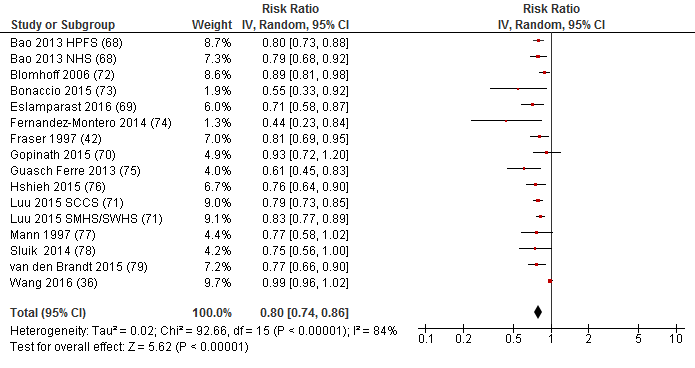 Risk Ratio Risk Ratio
Study or Subgroup Weight IV, Random, 95% CI IV, Random, 95% CI
Bao 2013 HPFS (68) 8.7% 0.80 [0.73, 0.88]
Bao 2013 NHS (68) 7.3% 0.79 [0.68, 0.92]
Blomhoff 2006 (72) 8.6% 0.89 [0.81, 0.98]
Bonaccio 2015 (73) 1.9% 0.55 [0.33, 0.92]
Eslamparast 2016 (69) 6.0% 0.71 [0.58, 0.87]
Fernandez-Montero 2014 (74) 1.3% 0.44 [0.23, 0.84]
Fraser 1997 (42) 7.1% 0.81 [0.69, 0.95]
Gopinath 2015 (70) 4.9% 0.93 [0.72, 1.20]
Guasch Ferre 2013 (75) 4.0% 0.61 [0.45, 0.83]
Hshieh 2015 (76) 6.7% 0.76 [0.64, 0.90]
Luu 2015 SCCS (71) 9.0% 0.79 [0.73, 0.85]
Luu 2015 SMHS/SWHS (71) 9.1% 0.83 [0.77, 0.89]
Mann 1997 (77) 4.4% 0.77 [0.58, 1.02]
Sluik 2014 (78) 4.2% 0.75 [0.56, 1.00]
van den Brandt 2015 (79) 7.2% 0.77 [0.66, 0.90]
Wang 2016 (36) 9.7% 0.99 [0.96, 1.02]
Total (95% CI) 100.0% 0.80 [0.74, 0.86]
Heterogeneity: Tau² = 0.02; Chi² = 92.66, df = 15 (P < 0.00001); I² = 84%
Test for overall effect: Z = 5.62 (P < 0.00001)
0.1 0.2 0.5 1 2 5 10